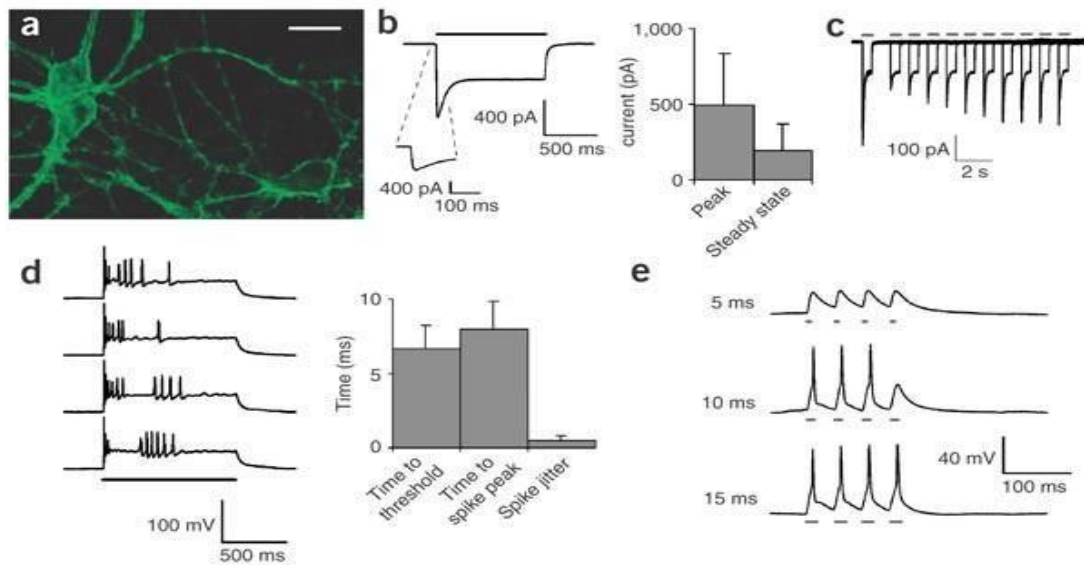 a
b
400 pA
500 ms
400 pA
100 ms
current (pA)
1,000
500
0
Peak
Steady state
c
100 pA
2 s
d
100 mV
500 ms
Time (ms)
10
5
0
Time to
threshold
Time to
spike peak
Spike jitter
e
5 ms
10 ms
15 ms
40 mV
100 ms